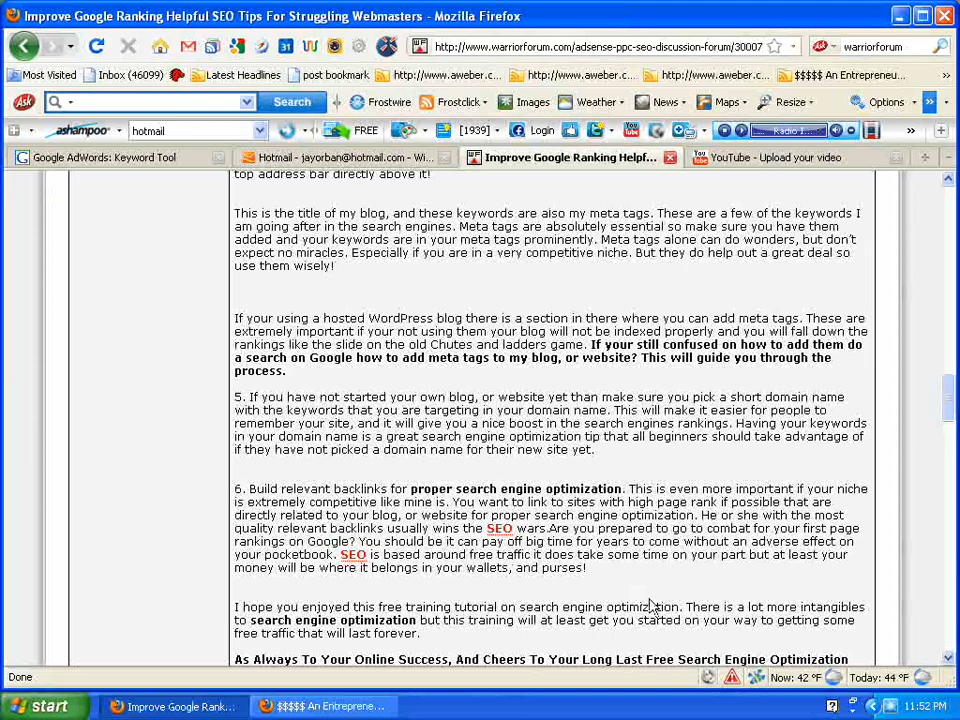 Improve Google Ranking Helpful SEO Tips For Struggling Webmasters - Mozilla Firefox
http://www.warriorforum.com/adsense-ppc-seo-discussion-forum/30007
warriorforum
Most Visited Inbox (46099) Latest Headlines post bookmark http://www.aweber.c... http://www.aweber.c... http://www.aweber.c... $$$$$ An Entrepreneu...
Ask Search Frostwire Frostclick Images Weather News Maps Resize Options »
ashampoo hotmail FREE [1939] Login Radio 1 »
Google AdWords: Keyword Tool Hotmail - jayorban@hotmail.com - Wi... Improve Google Ranking Helpf... YouTube - Upload your video
top address bar directly above it!
This is the title of my blog, and these keywords are also my meta tags. These are a few of the keywords I
am going after in the search engines. Meta tags are absolutely essential so make sure you have them
added and your keywords are in your meta tags prominently. Meta tags alone can do wonders, but don't
expect no miracles. Especially if you are in a very competitive niche. But they do help out a great deal so
use them wisely!
If your using a hosted WordPress blog there is a section in there where you can add meta tags. These are
extremely important if your not using them your blog will not be indexed properly and you will fall down the
rankings like the slide on the old Chutes and ladders game. If your still confused on how to add them do
a search on Google how to add meta tags to my blog, or website? This will guide you through the
process.
5. If you have not started your own blog, or website yet than make sure you pick a short domain name
with the keywords that you are targeting in your domain name. This will make it easier for people to
remember your site, and it will give you a nice boost in the search engines rankings. Having your keywords
in your domain name is a great search engine optimization tip that all beginners should take advantage of
if they have not picked a domain name for their new site yet.
6. Build relevant backlinks for proper search engine optimization. This is even more important if your niche
is extremely competitive like mine is. You want to link to sites with high page rank if possible that are
directly related to your blog, or website for proper search engine optimization. He or she with the most
quality relevant backlinks usually wins the SEO wars.Are you prepared to go to combat for your first page
rankings on Google? You should be it can pay off big time for years to come without an adverse effect on
your pocketbook. SEO is based around free traffic it does take some time on your part but at least your
money will be where it belongs in your wallets, and purses!
I hope you enjoyed this free training tutorial on search engine optimization. There is a lot more intangibles
to search engine optimization but this training will at least get you started on your way to getting some
free traffic that will last forever.
As Always To Your Online Success, And Cheers To Your Long Last Free Search Engine Optimization
Done Now: 42 °F Today: 44 °F
start Improve Google Rank... $$$$$ An Entreprene... 11:52 PM